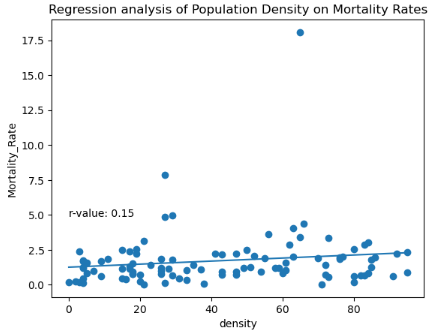 Regression analysis of Population Density on Mortality Rates
17.5
15.0
12.5
10.0
7.5
5.0
2.5
0.0
Mortality_Rate
r-value: 0.15
0 20 40 60 80
density